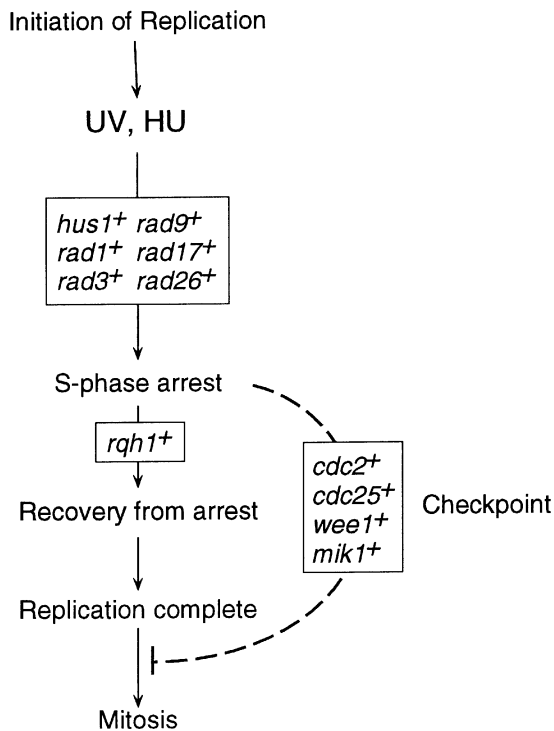 Initiation of Replication
UV, HU
hus1+ rad9+
rad1+ rad17+
rad3+ rad26+
S-phase arrest
rqh1+
Recovery from arrest
Replication complete
Mitosis
cdc2+
cdc25+
wee1+
mik1+
Checkpoint